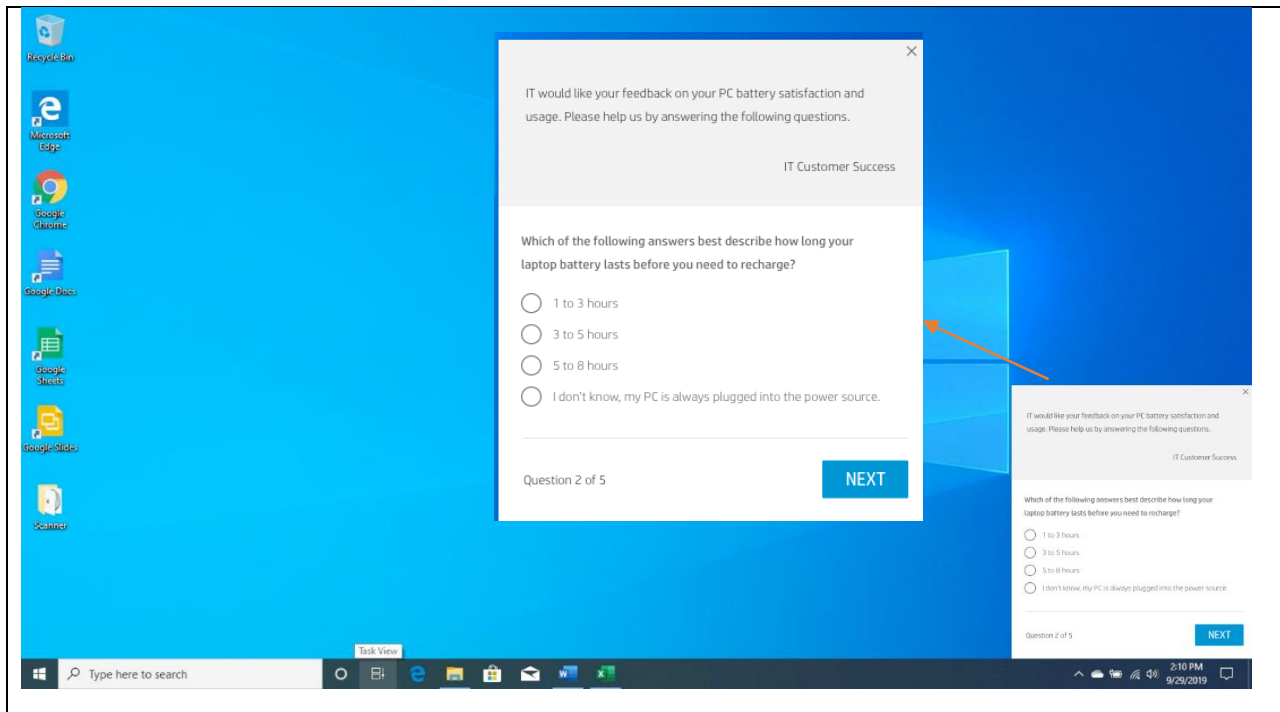 Recycle Bin
Microsoft
Edge
Google
Chrome
Google Docs
Google
Sheets
Google Slides
Scanner
IT would like your feedback on your PC battery satisfaction and
usage. Please help us by answering the following questions.
IT Customer Success
Which of the following answers best describe how long your
laptop battery lasts before you need to recharge?
1 to 3 hours
3 to 5 hours
5 to 8 hours
I don't know, my PC is always plugged into the power source.
Question 2 of 5
NEXT
IT would like your feedback on your PC battery satisfaction and
usage. Please help us by answering the following questions.
IT Customer Success
Which of the following answers best describe how long your
laptop battery lasts before you need to recharge?
1 to 3 hours
3 to 5 hours
5 to 8 hours
I don't know, my PC is always plugged into the power source.
Question 2 of 5
NEXT
Task View
Type here to search
2:10 PM
9/29/2019